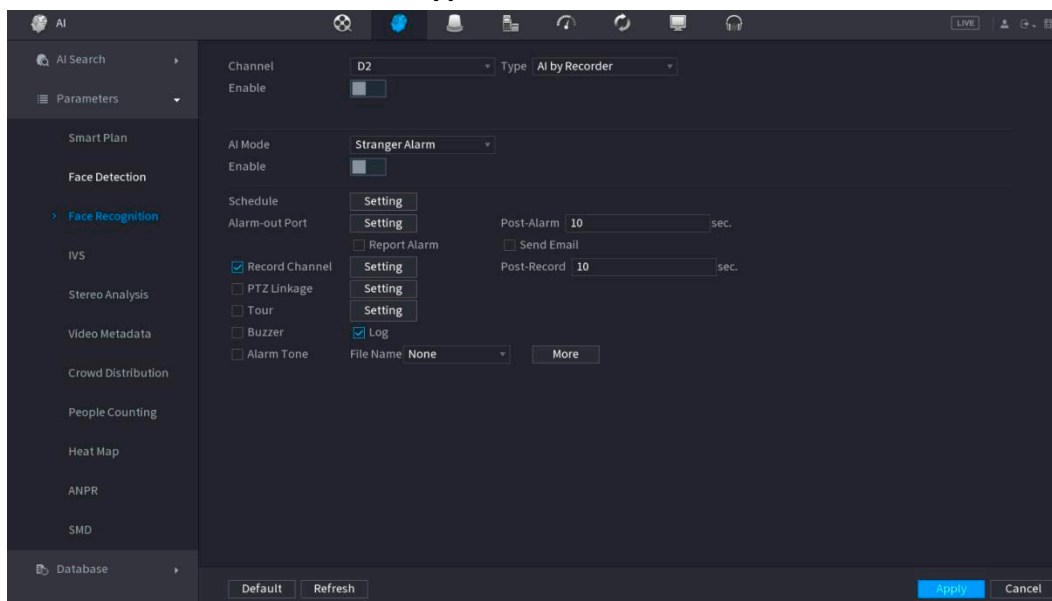 AI
LIVE
AI Search
Parameters
Smart Plan
Face Detection
Face Recognition
IVS
Stereo Analysis
Video Metadata
Crowd Distribution
People Counting
Heat Map
ANPR
SMD
Database
Channel D2 Type AI by Recorder
Enable
AI Mode Stranger Alarm
Enable
Schedule Setting
Alarm-out Port Setting Post-Alarm 10 sec.
Report Alarm Send Email
Record Channel Setting Post-Record 10 sec.
PTZ Linkage Setting
Tour Setting
Buzzer Log
Alarm Tone File Name None More
Default Refresh Apply Cancel